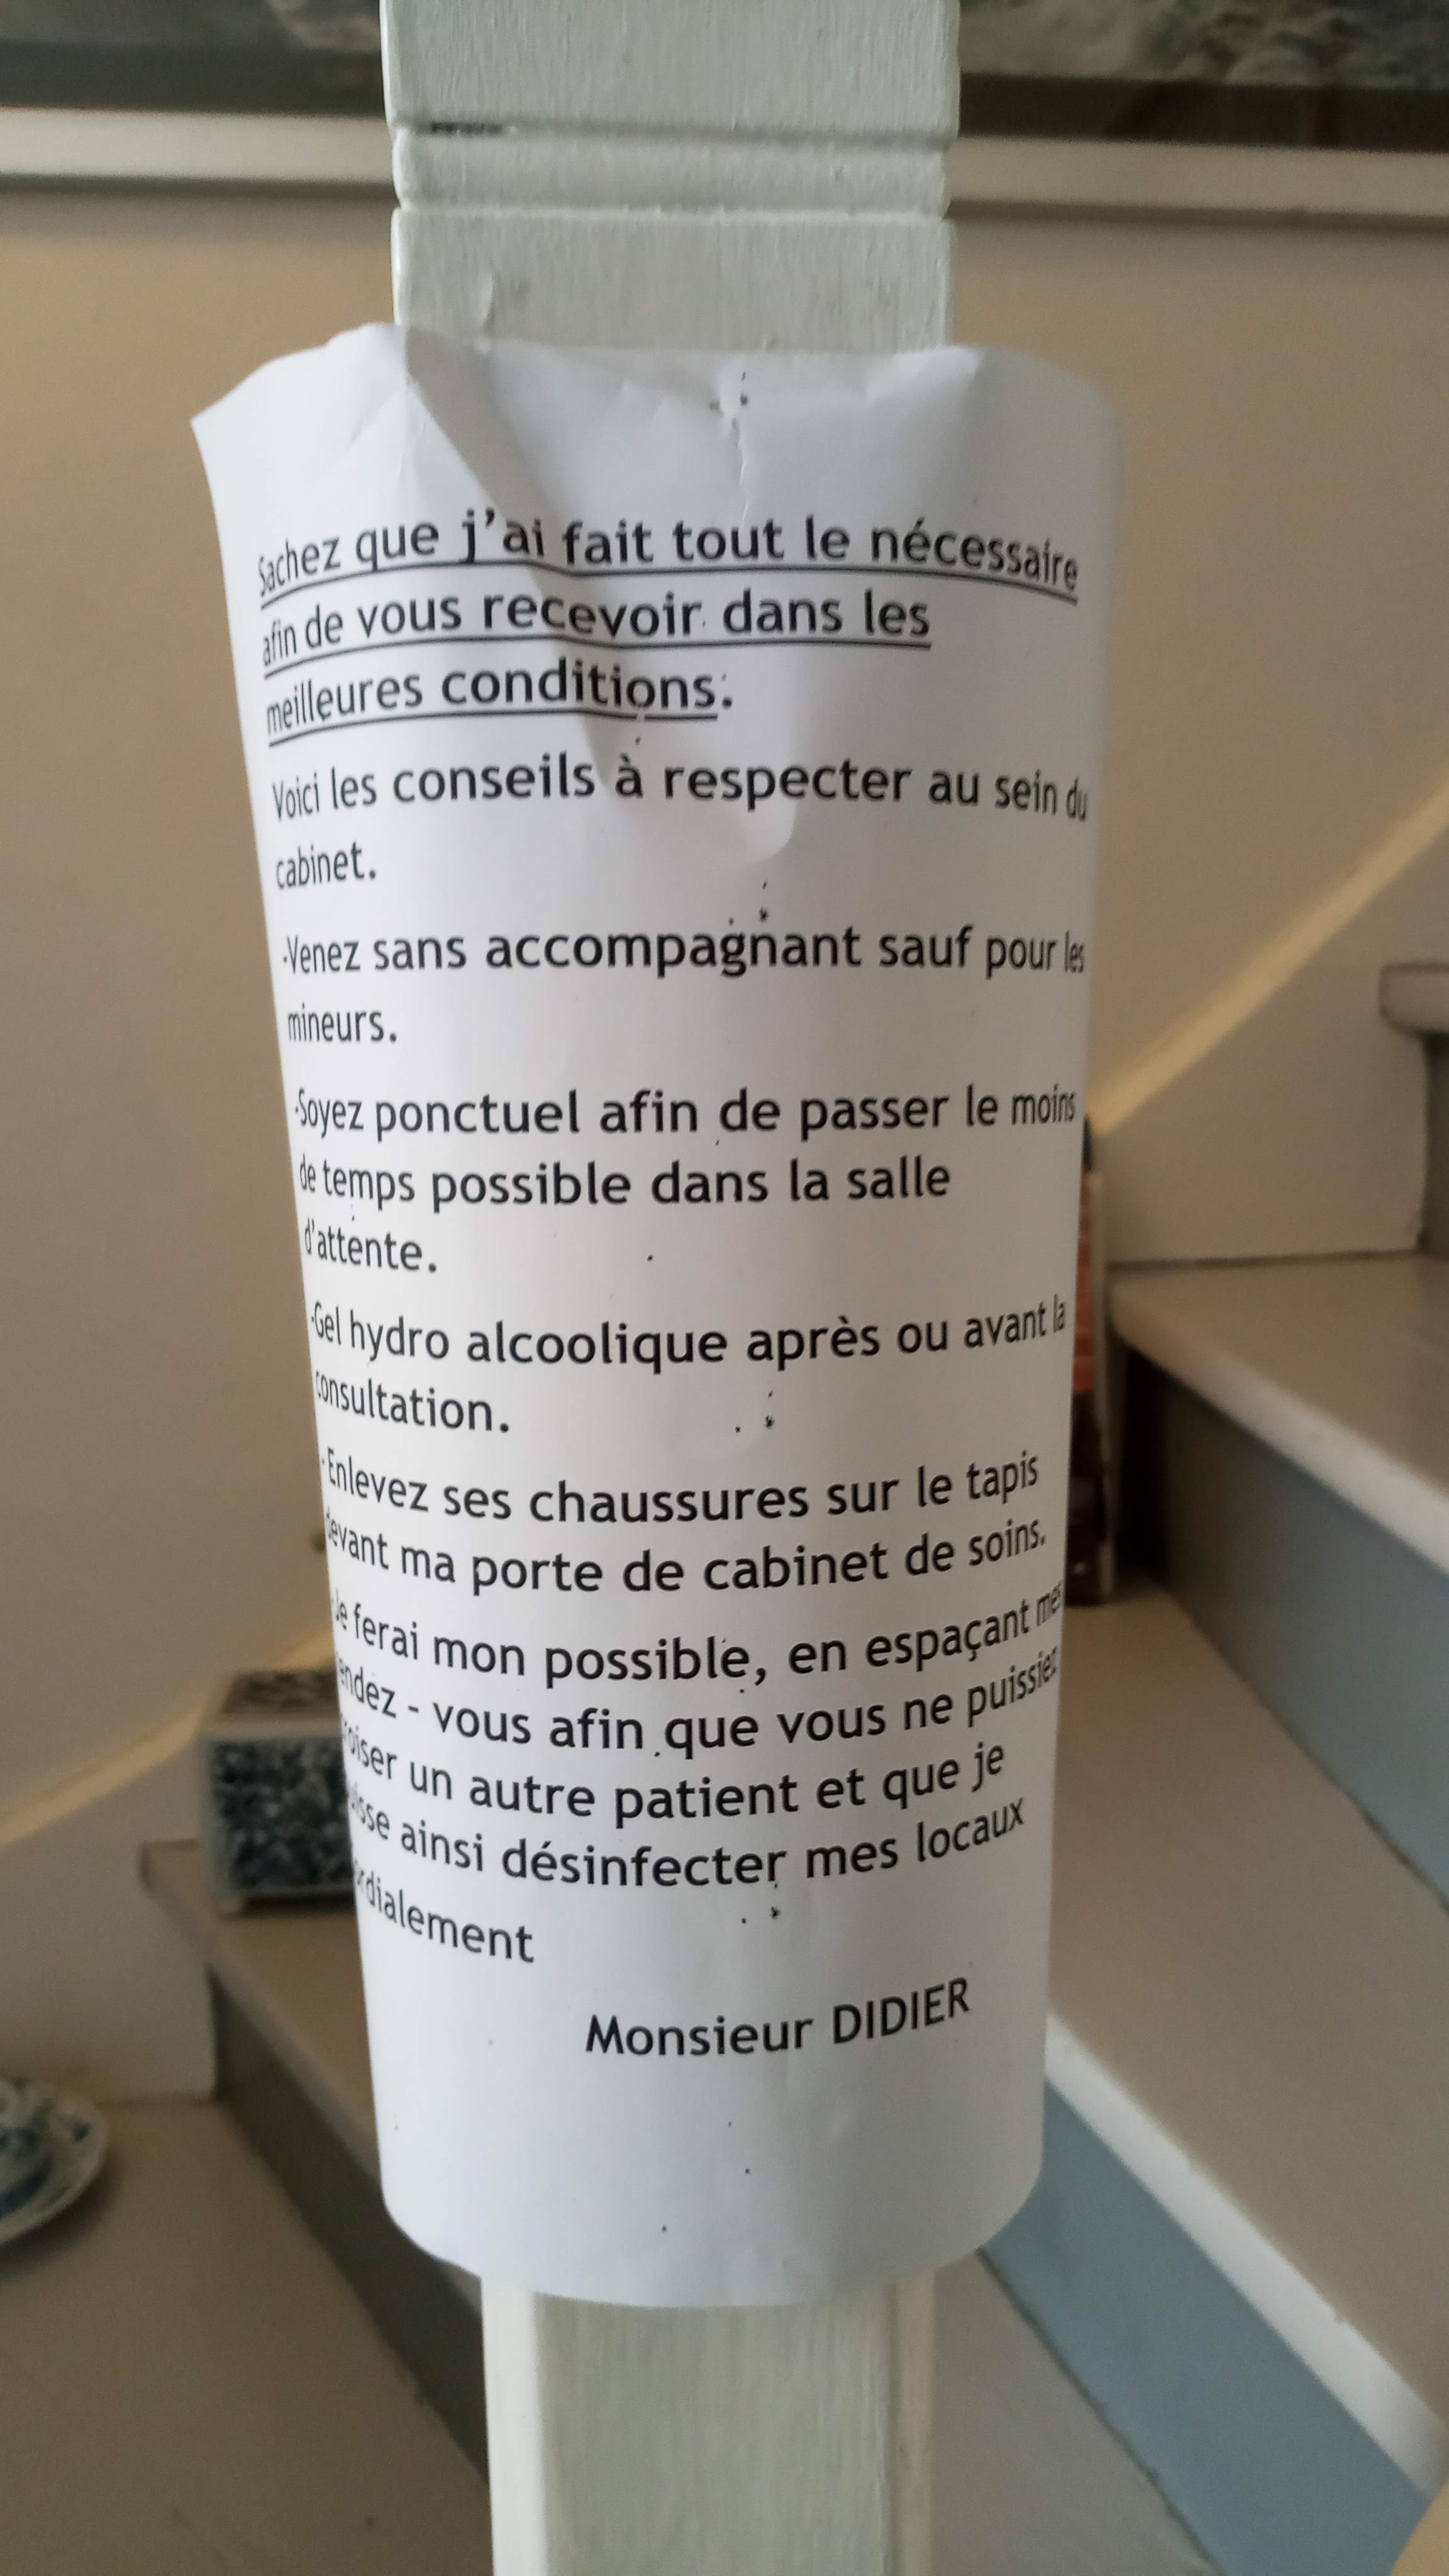 Sachez que j'ai fait tout le nécessaire
afin de vous recevoir dans les
meilleures conditions:
Voici les conseils à respecter au sein du
cabinet.
-Venez sans accompagnant sauf pour les
mineurs.
-Soyez ponctuel afin de passer le moins
de temps possible dans la salle
d'attente.
-Gel hydro alcoolique après ou avant la
consultation.
-Enlevez ses chaussures sur le tapis
devant ma porte de cabinet de soins.
-Je ferai mon possible, en espaçant mes
rendez - vous afin que vous ne puissiez
croiser un autre patient et que je
puisse ainsi désinfecter mes locaux
Cordialement
Monsieur DIDIER